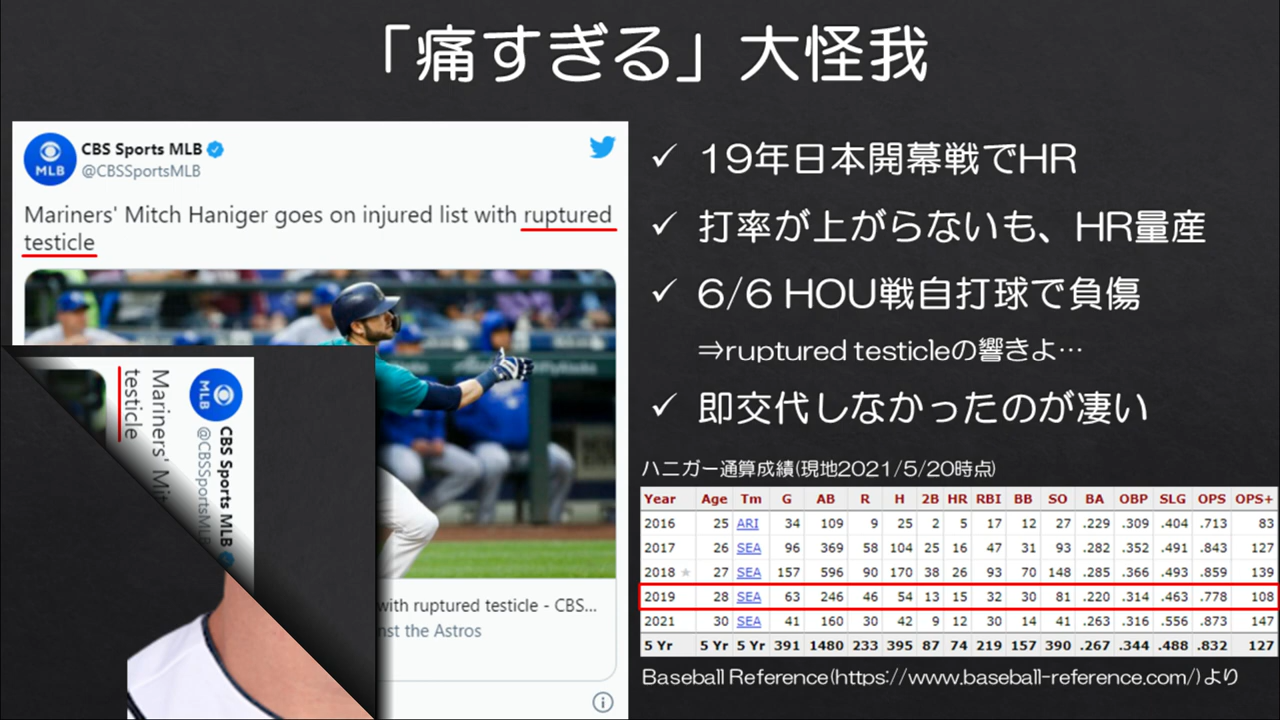 「痛すぎる」大怪我
CBS Sports MLB
@CBSSportsMLB
Mariners' Mitch Haniger goes on injured list with ruptured
testicle
MLB
CBS Sports MLB
@CBSSportsMLB
Mariners' Mit
testicle
MLB
with ruptured testicle - CBS...
nst the Astros
19年日本開幕戦でHR
打率が上がらないも、HR量産
6/6 HOU戦自打球で負傷
⇒ruptured testicleの響きよ…
即交代しなかったのが凄い
ハニガー通算成績(現地2021/5/20時点)
Year Age Tm G AB R H 2B HR RBI BB SO BA OBP SLG OPS OPS+
2016 25 ARI 34 109 9 25 2 5 17 12 27 .229 .309 .404 .713 83
2017 26 SEA 96 369 58 104 25 16 47 31 93 .282 .352 .491 .843 127
2018 ★ 27 SEA 157 596 90 170 38 26 93 70 148 .285 .366 .493 .859 139
2019 28 SEA 63 246 46 54 13 15 32 30 81 .220 .314 .463 .778 108
2021 30 SEA 41 160 30 42 9 12 30 14 41 .263 .316 .556 .873 147
5 Yr 5 Yr 5 Yr 391 1480 233 395 87 74 219 157 390 .267 .344 .488 .832 127
Baseball Reference(https://www.baseball-reference.com/)より